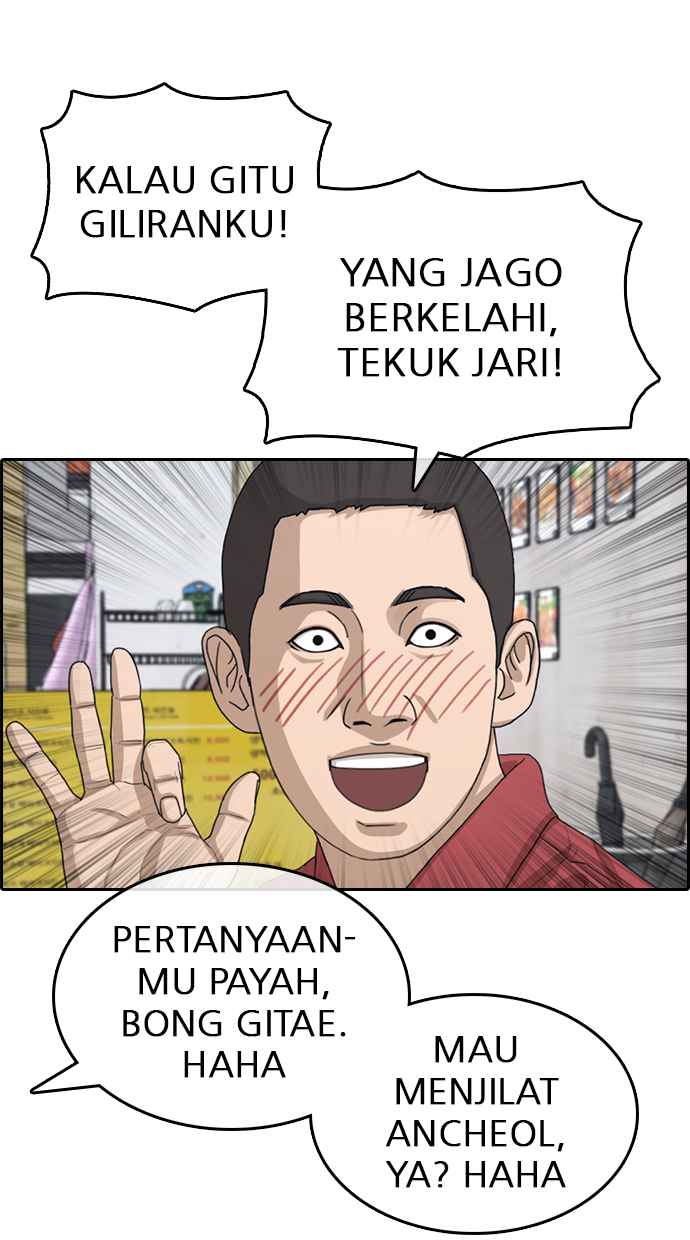 KALAU GITU
GILIRANKU!
YANG JAGO
BERKELAHI,
TEKUK JARI!
PERTANYAAN-
MU PAYAH,
BONG GITAE.
HAHA
MAU
MENJILAT
ANCHEOL,
YA? HAHA